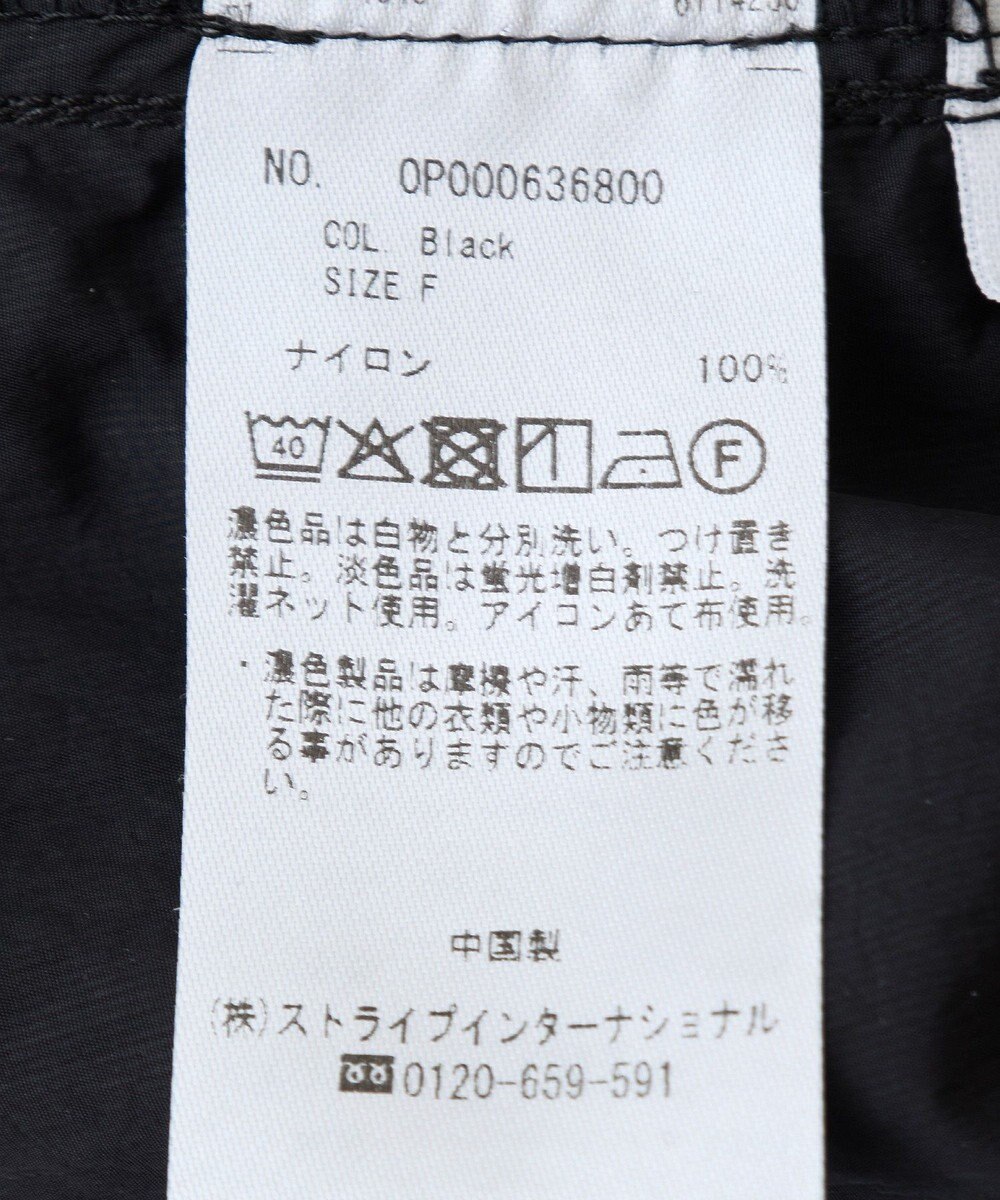 NO. OP000636800
COL. Black
SIZE F
ナイロン 100%
40 F
濃色品は白物と分別洗い。つけ置き
禁止。淡色品は蛍光増白剤禁止。洗
濯ネット使用。アイロンあて布使用。
・濃色製品は摩擦や汗、雨等で濡れ
た際に他の衣類や小物類に色が移
る事がありますのでご注意くださ
い。
中国製
(株)ストライプインターナショナル
0120-659-591